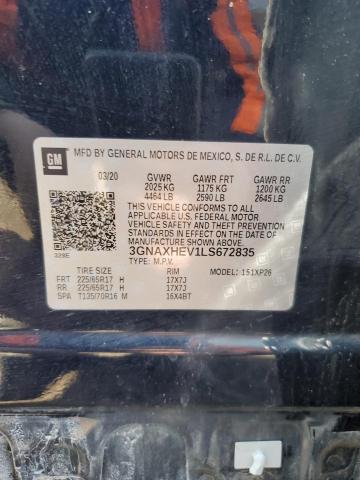 GM
MFD BY GENERAL MOTORS DE MEXICO, S. DE R.L. DE C.V.
03/20 GVWR GAWR FRT GAWR RR
2025 KG 1175 KG 1200 KG
4464 LB 2590 LB 2645 LB
THIS VEHICLE CONFORMS TO ALL
APPLICABLE U.S. FEDERAL MOTOR
VEHICLE SAFETY AND THEFT
PREVENTION STANDARDS IN EFFECT ON
THE DATE OF MANUFACTURE SHOWN ABOVE.
329E 3GNAXHEV1LS672835
TYPE: M.P.V.
TIRE SIZE RIM MODEL: 1S1XP26
FRT 225/65R17 H 17X7J
RR 225/65R17 H 17X7J
SPA T135/70R16 M 16X4BT